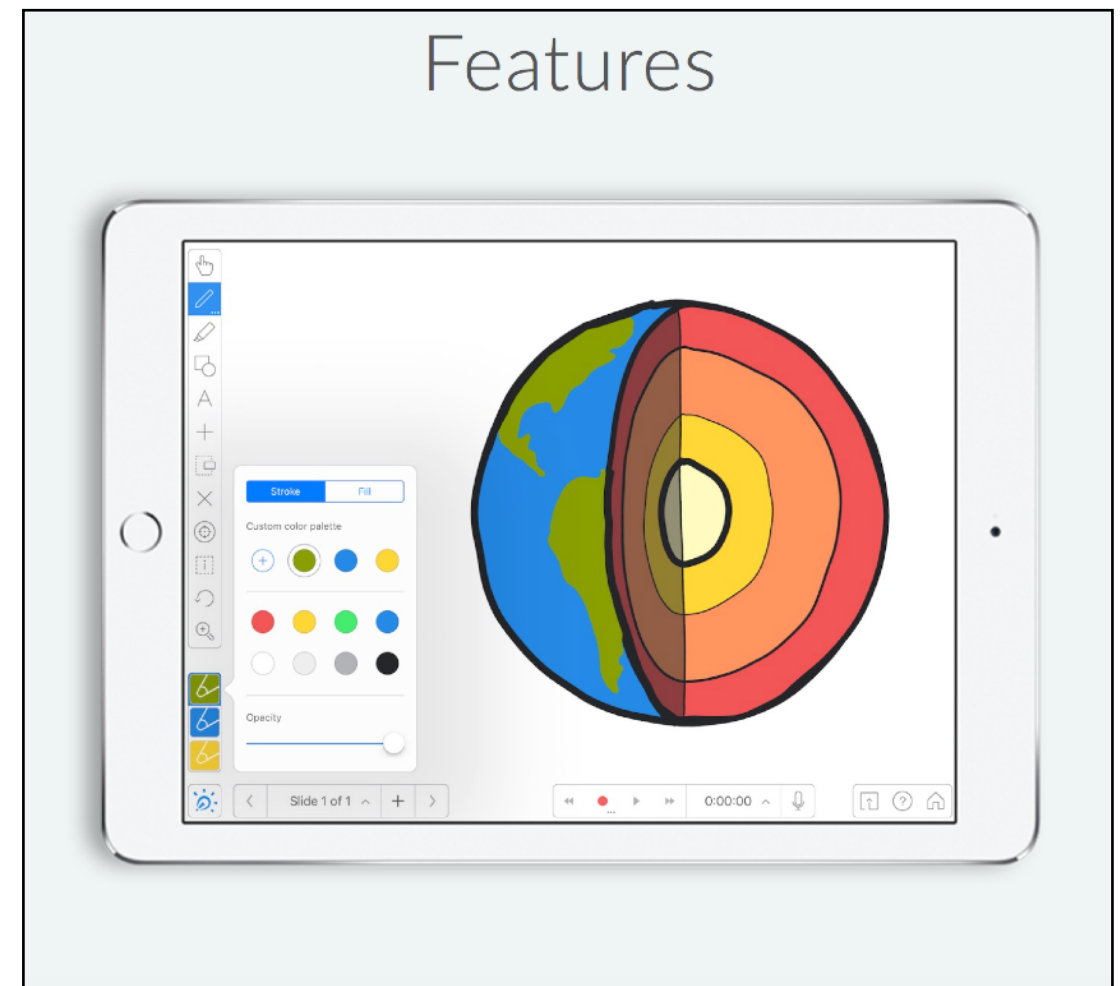 Features
A
Stroke Fill
Custom color palette
Opacity
Slide 1 of 1
0:00:00
?